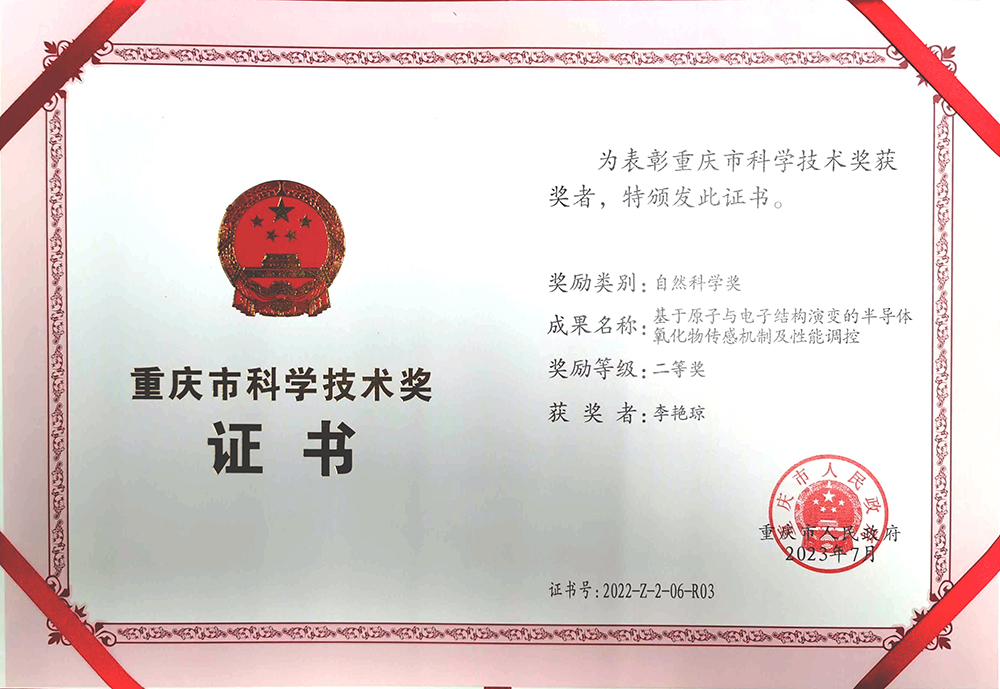 重庆市科学技术奖
证书
为表彰重庆市科学技术奖获
奖者，特颁发此证书。
奖励类别：自然科学奖
成果名称：基于原子与电子结构演变的半导体
氧化物传感机制及性能调控
奖励等级：二等奖
获奖者：李艳琼
重庆市人民政府
重庆市人民政府
2023年7月
证书号：2022-Z-2-06-R03